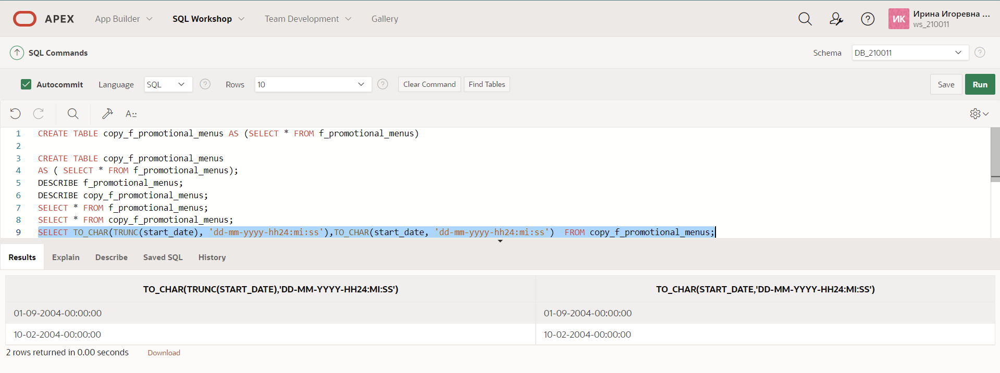 APEX App Builder SQL Workshop Team Development Gallery ИК Ирина Игоревна ...
ws_210011
SQL Commands Schema DB_210011
Autocommit Language SQL Rows 10 Clear Command Find Tables Save Run
1 CREATE TABLE copy_f_promotional_menus AS (SELECT * FROM f_promotional_menus)
2
3 CREATE TABLE copy_f_promotional_menus
4 AS ( SELECT * FROM f_promotional_menus);
5 DESCRIBE f_promotional_menus;
6 DESCRIBE copy_f_promotional_menus;
7 SELECT * FROM f_promotional_menus;
8 SELECT * FROM copy_f_promotional_menus;
9 SELECT TO_CHAR(TRUNC(start_date), 'dd-mm-yyyy-hh24:mi:ss'),TO_CHAR(start_date, 'dd-mm-yyyy-hh24:mi:ss')  FROM copy_f_promotional_menus;
Results Explain Describe Saved SQL History
TO_CHAR(TRUNC(START_DATE),'DD-MM-YYYY-HH24:MI:SS') TO_CHAR(START_DATE,'DD-MM-YYYY-HH24:MI:SS')
01-09-2004-00:00:00 01-09-2004-00:00:00
10-02-2004-00:00:00 10-02-2004-00:00:00
2 rows returned in 0.00 seconds Download